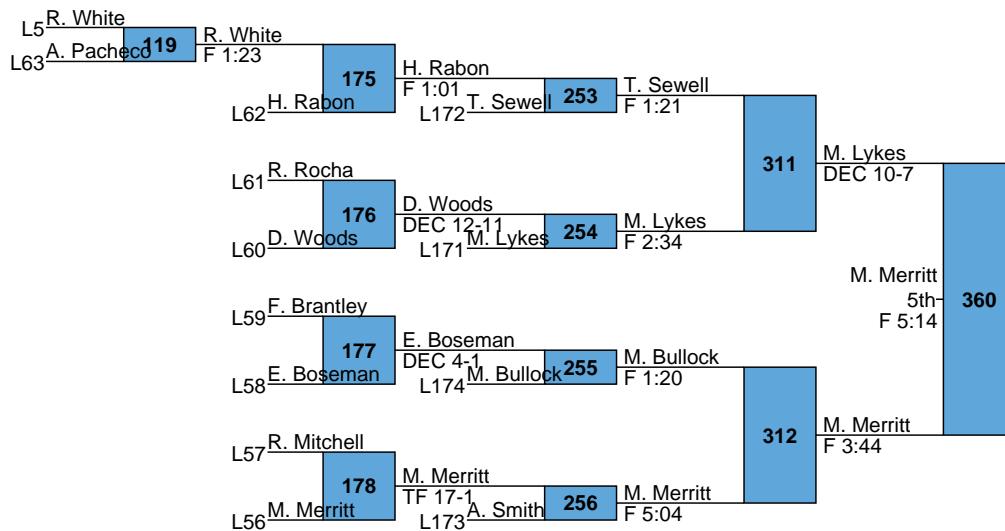 R. White
L5
A. Pacheco
L63
119
R. White
F 1:23
175
H. Rabon
L62
H. Rabon
F 1:01
T. Sewell
L172
253
T. Sewell
F 1:21
311
M. Lykes
DEC 10-7
R. Rocha
L61
176
D. Woods
L60
D. Woods
DEC 12-11
M. Lykes
L171
254
M. Lykes
F 2:34
M. Merritt
5th
F 5:14
360
F. Brantley
L59
177
E. Boseman
L58
E. Boseman
DEC 4-1
M. Bullock
L174
255
M. Bullock
F 1:20
312
M. Merritt
F 3:44
R. Mitchell
L57
178
M. Merritt
L56
M. Merritt
TF 17-1
A. Smith
L173
256
M. Merritt
F 5:04